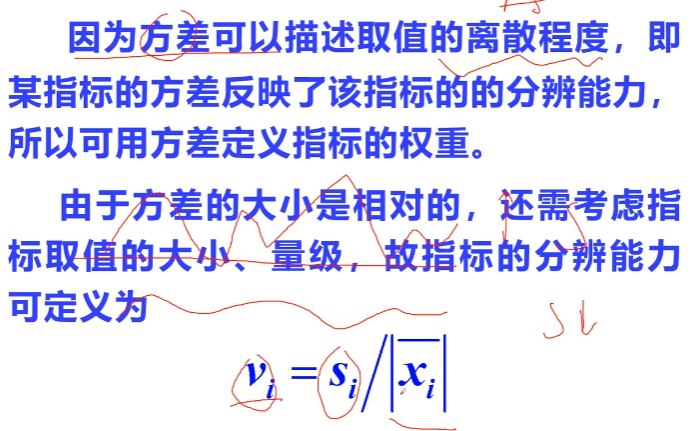 因为方差可以描述取值的离散程度，即
某指标的方差反映了该指标的的分辨能力，
所以可用方差定义指标的权重。
由于方差的大小是相对的，还需考虑指
标取值的大小、量级，故指标的分辨能力
可定义为
v_i = s_i / |x̄_i|
S↓